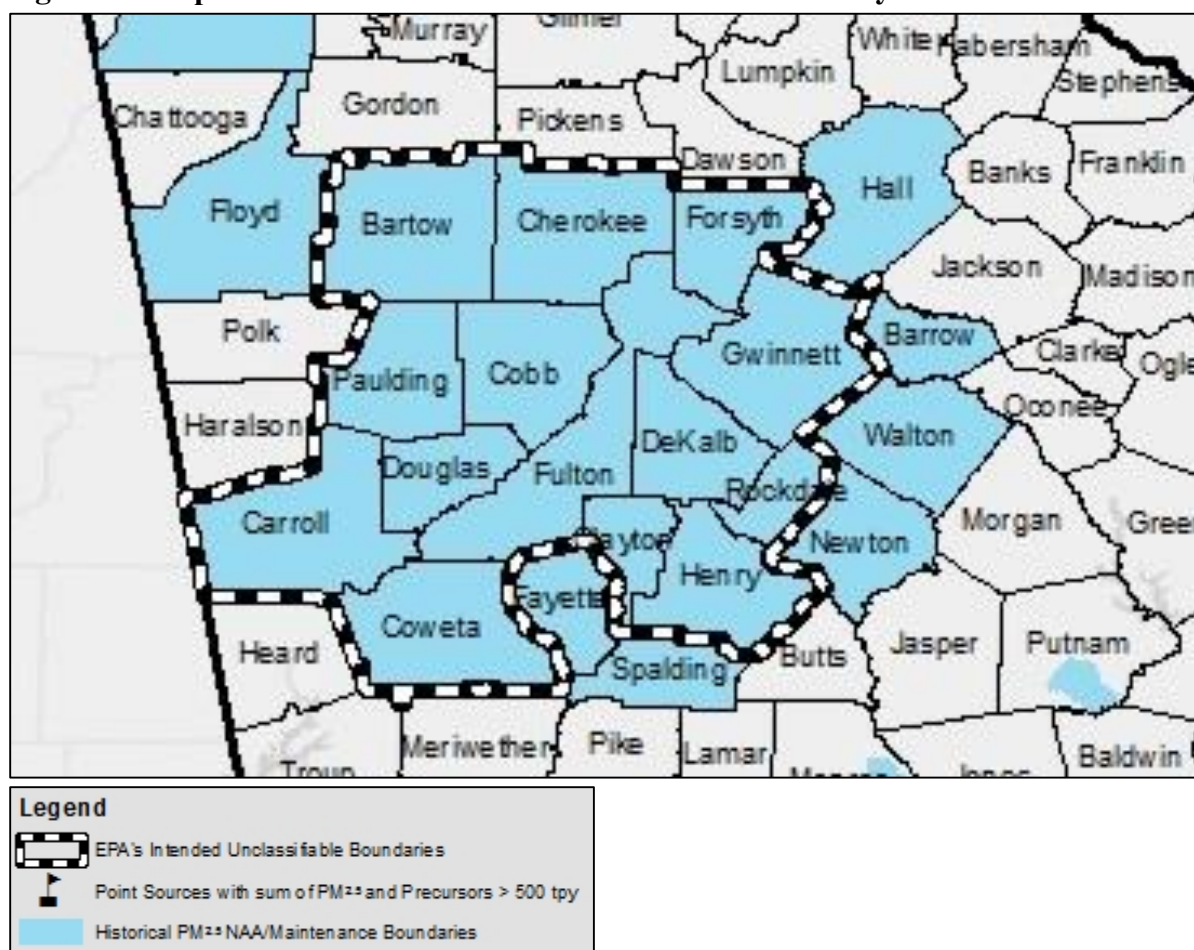 Murray
White
Habersham
Lumpkin
Stephens
Chattooga
Gordon
Pickens
Dawson
Banks
Franklin
Hall
Floyd
Bartow
Cherokee
Forsyth
Jackson
Madison
Polk
Barrow
Gwinnett
Clarke
Ogle
Paulding
Cobb
Oconee
Haralson
DeKalb
Walton
Douglas
Fulton
Rockdale
Carroll
Morgan
Gree
Clayton
Newton
Henry
Fayette
Coweta
Heard
Spalding
Butts
Jasper
Putnam
Meriwether
Pike
Lamar
Baldwin
Legend
EPA's Intended Unclassifiable Boundaries
Point Sources with sum of PM2.5 and Precursors > 500 tpy
Historical PM2.5 NAA/Maintenance Boundaries